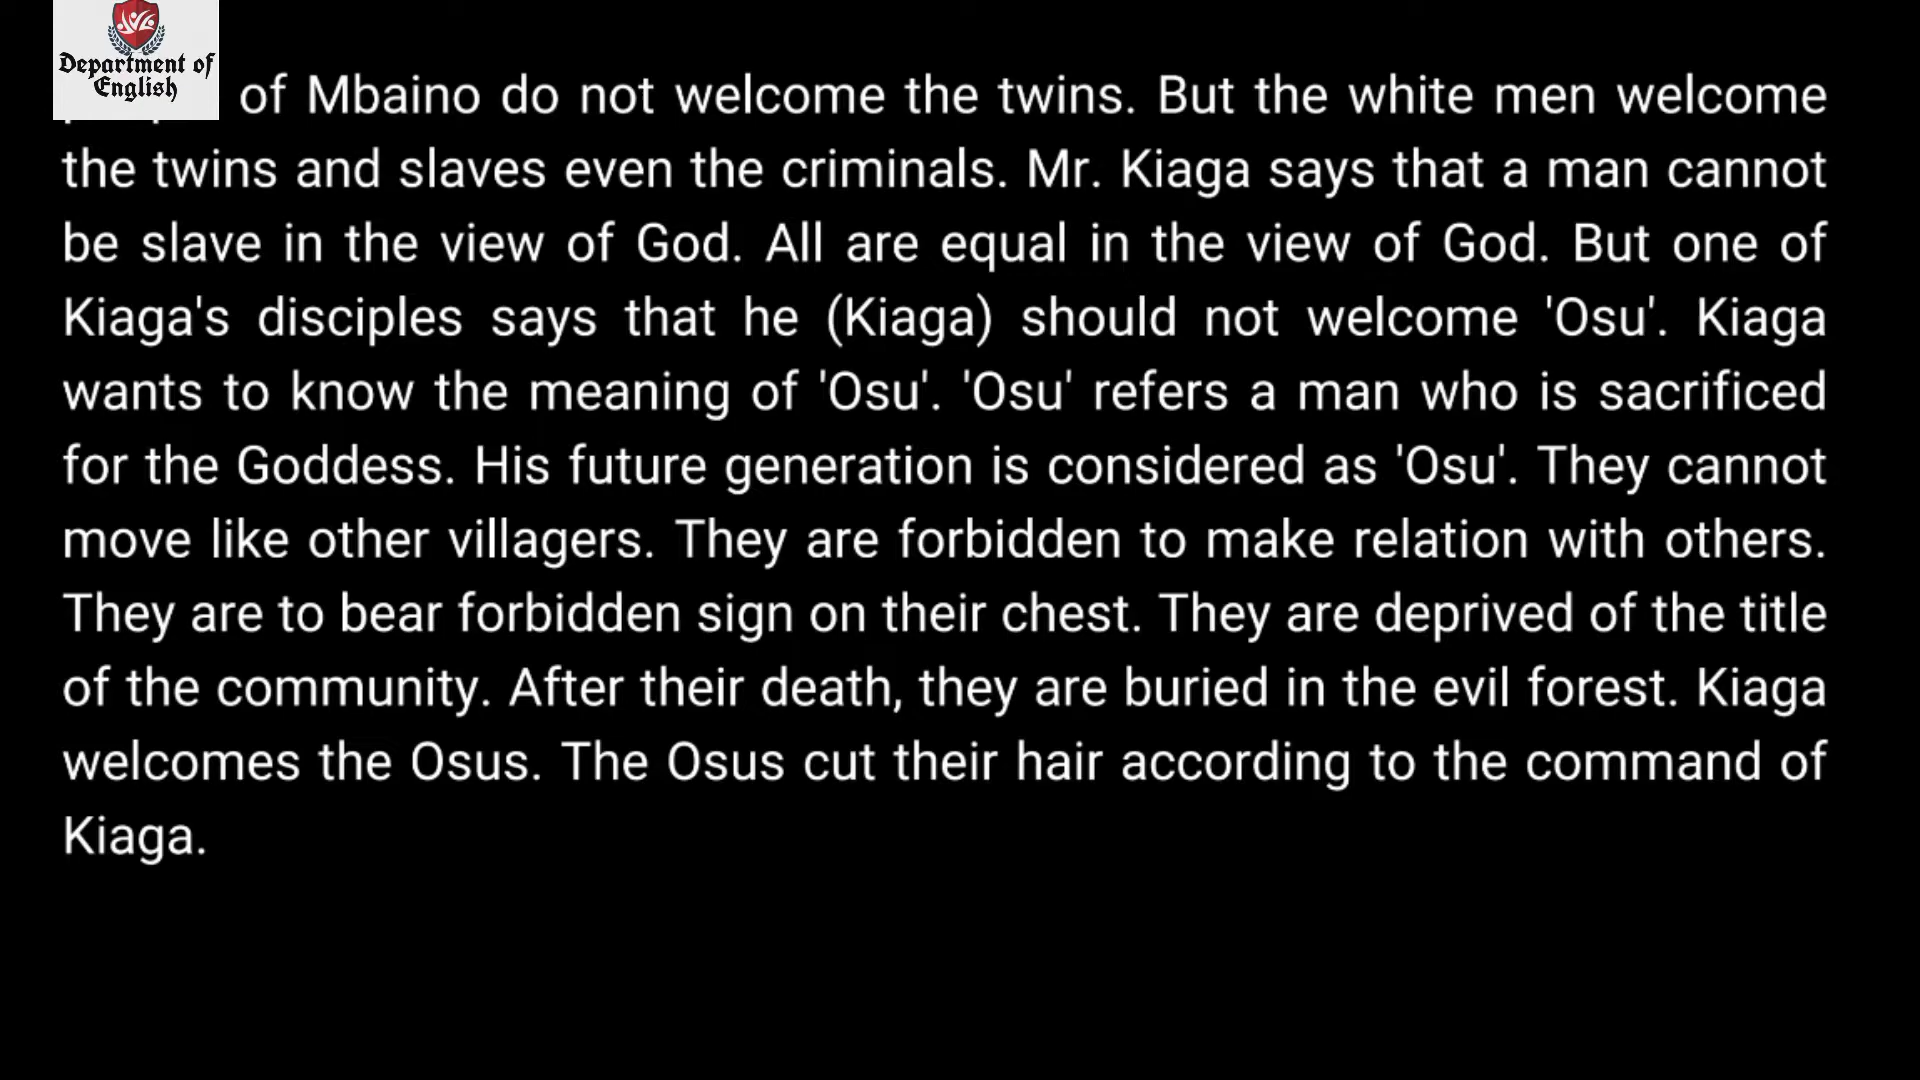 Department of
English
of Mbaino do not welcome the twins. But the white men welcome
the twins and slaves even the criminals. Mr. Kiaga says that a man cannot
be slave in the view of God. All are equal in the view of God. But one of
Kiaga's disciples says that he (Kiaga) should not welcome 'Osu'. Kiaga
wants to know the meaning of 'Osu'. 'Osu' refers a man who is sacrificed
for the Goddess. His future generation is considered as 'Osu'. They cannot
move like other villagers. They are forbidden to make relation with others.
They are to bear forbidden sign on their chest. They are deprived of the title
of the community. After their death, they are buried in the evil forest. Kiaga
welcomes the Osus. The Osus cut their hair according to the command of
Kiaga.